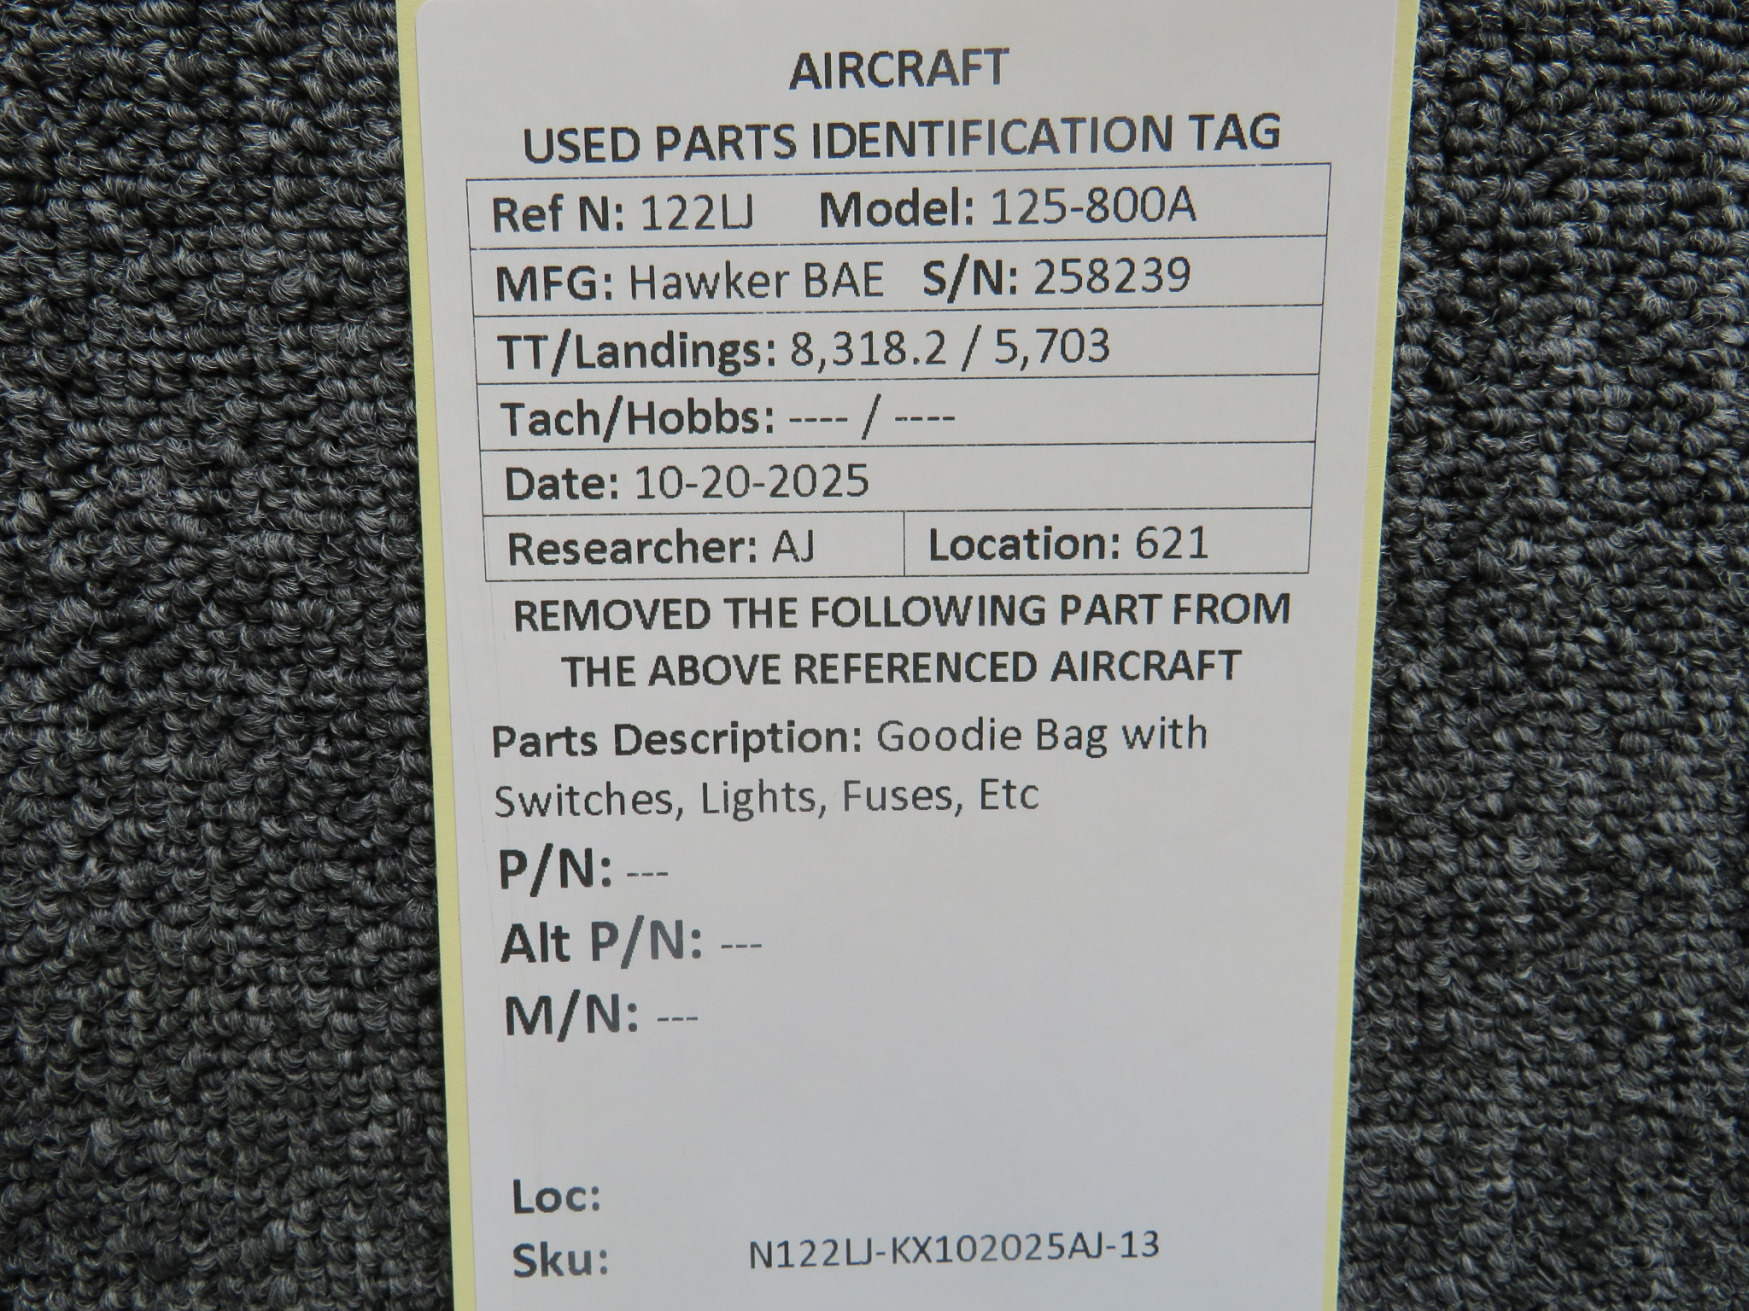 AIRCRAFT
USED PARTS IDENTIFICATION TAG
Ref N: 122LJ Model: 125-800A
MFG: Hawker BAE S/N: 258239
TT/Landings: 8,318.2 / 5,703
Tach/Hobbs: ---- / ----
Date: 10-20-2025
Researcher: AJ Location: 621
REMOVED THE FOLLOWING PART FROM
THE ABOVE REFERENCED AIRCRAFT
Parts Description: Goodie Bag with
Switches, Lights, Fuses, Etc
P/N: ---
Alt P/N: ---
M/N: ---
Loc:
Sku: N122LJ-KX102025AJ-13